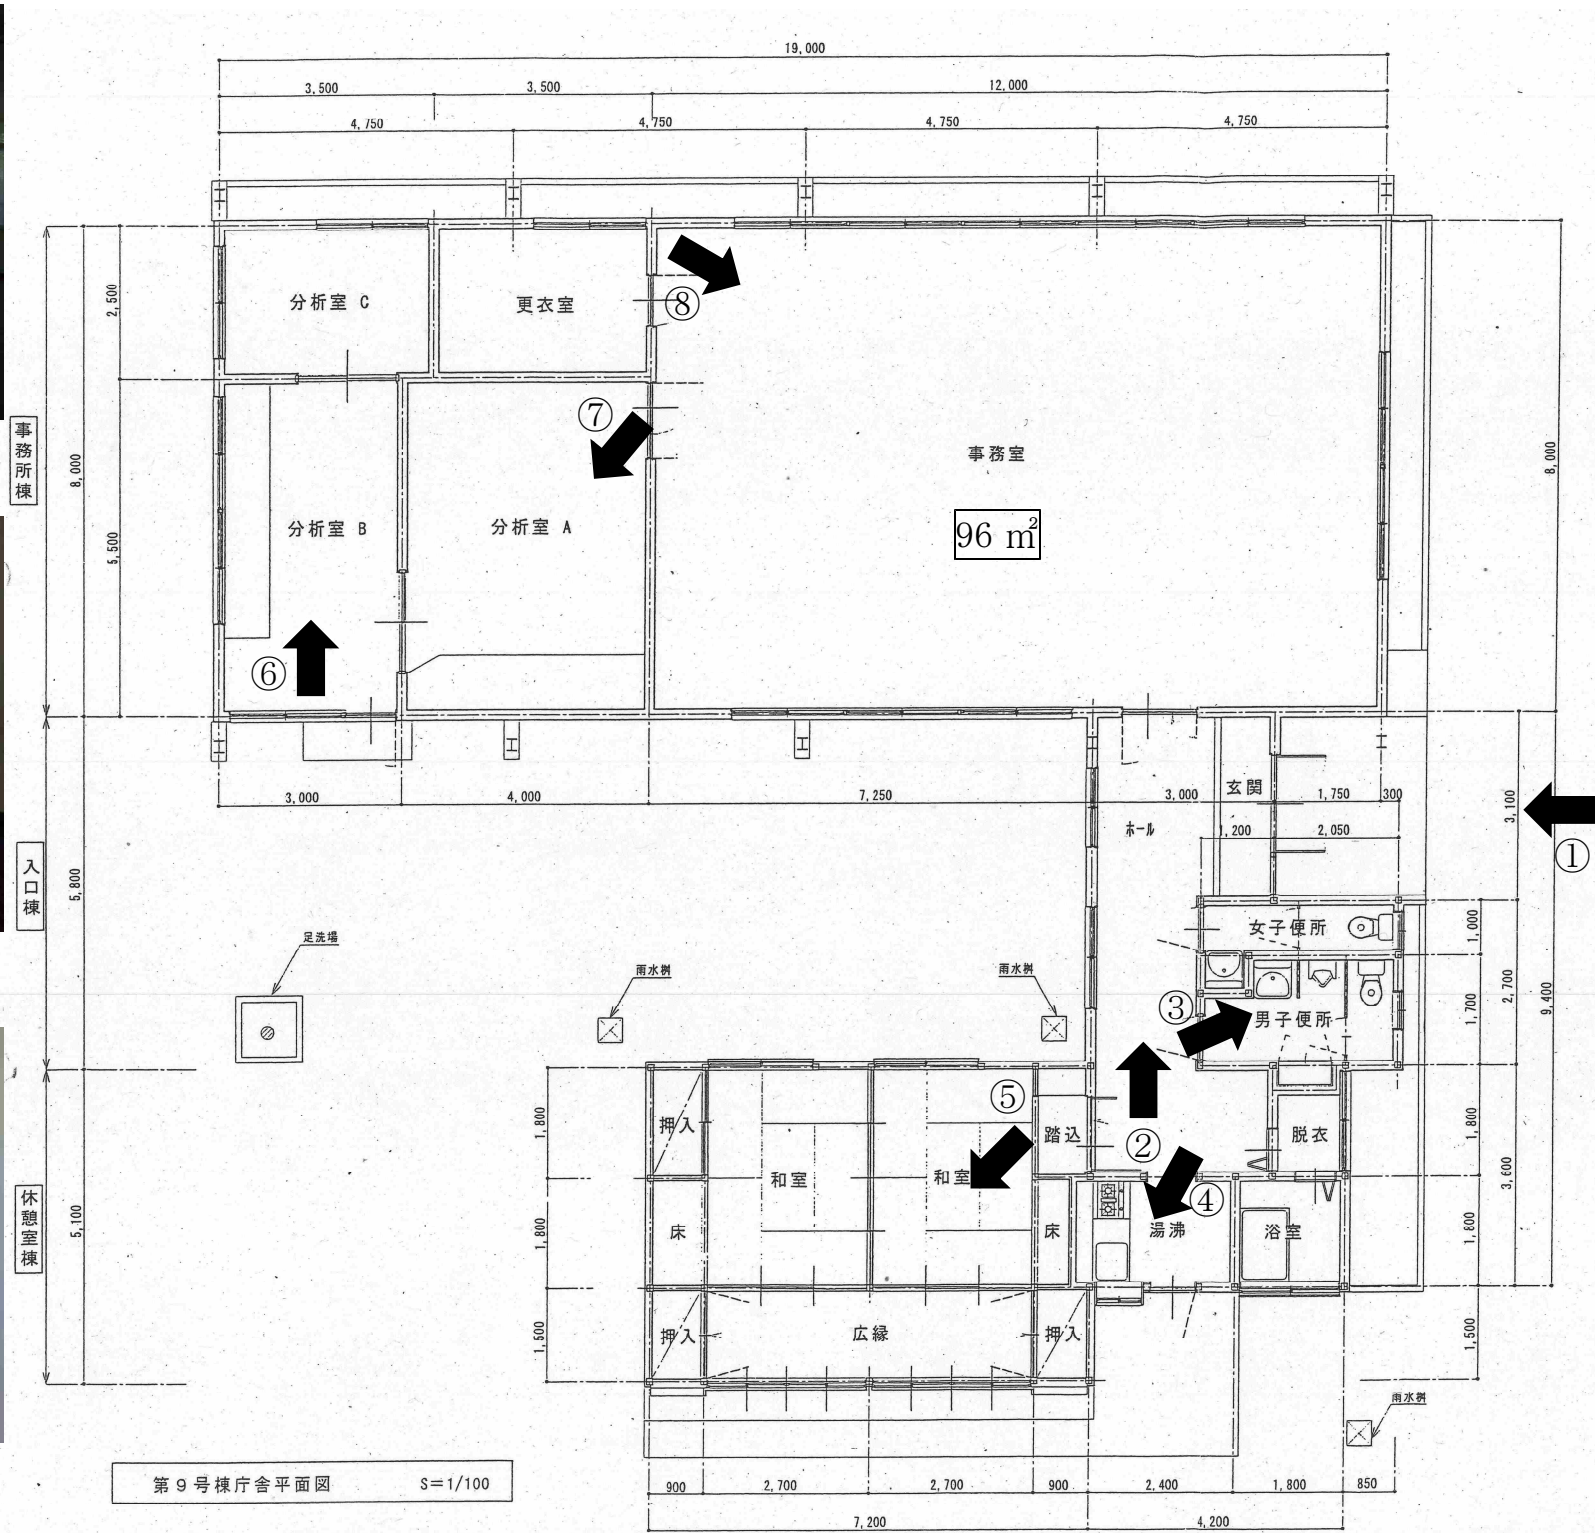 19,000
3,500
3,500
12,000
4,750
4,750
4,750
4,750
分析室 C
更衣室
⑧
2,500
事務所棟
8,000
5,500
⑦
分析室 B
分析室 A
事務室
96 ㎡
8,000
⑥
3,000
4,000
7,250
3,000
玄関
1,750
300
3,100
①
ホール
1,200
2,050
入口棟
5,800
足洗場
雨水桝
雨水桝
女子便所
1,000
③
男子便所
1,700
2,700
9,400
休憩室棟
5,100
1,800
押入
和室
和室
⑤
踏込
②
脱衣
1,800
3,600
1,800
床
床
湯沸
④
浴室
1,800
1,500
押入
広縁
押入
1,500
雨水桝
第9号棟庁舎平面図 S=1/100
900
2,700
2,700
900
2,400
1,800
850
7,200
4,200